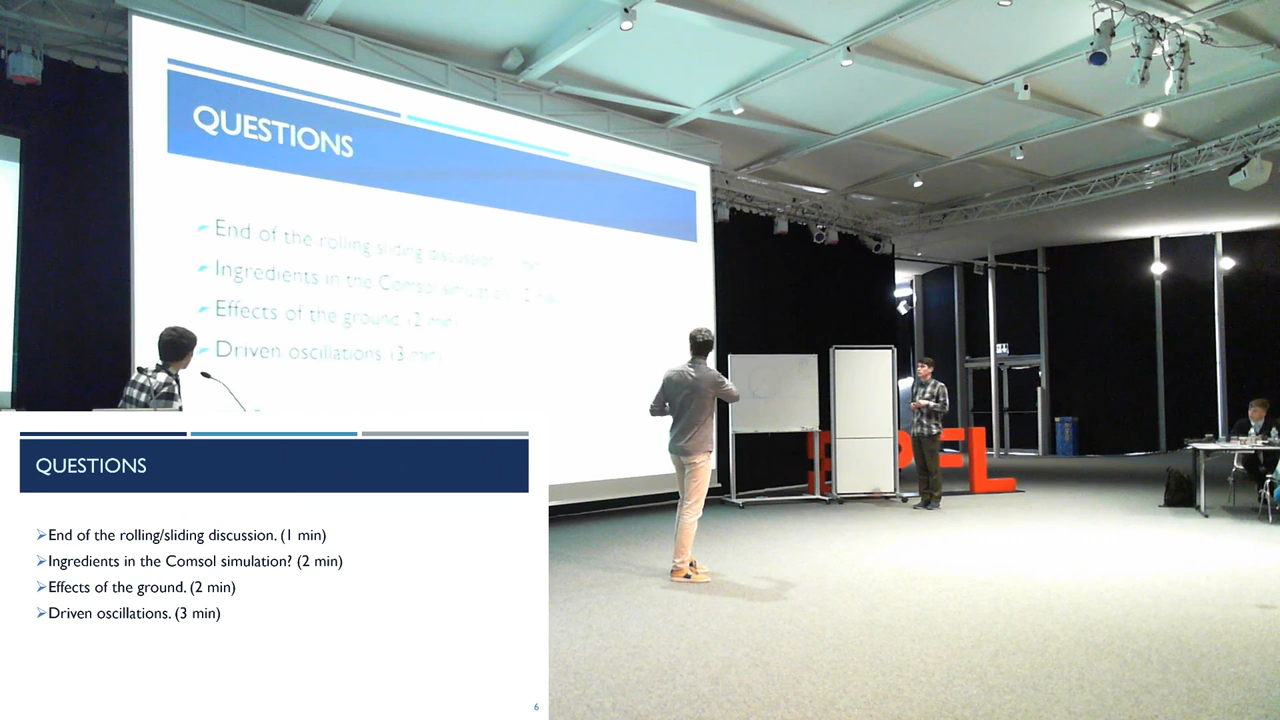 QUESTIONS
End of the rolling sliding discussion
Ingredients in the Comsol simulation (2
Effects of the ground. (2 min)
Driven oscillations. (3 min)
EPFL
QUESTIONS
End of the rolling/sliding discussion. (1 min)
Ingredients in the Comsol simulation? (2 min)
Effects of the ground. (2 min)
Driven oscillations. (3 min)
6